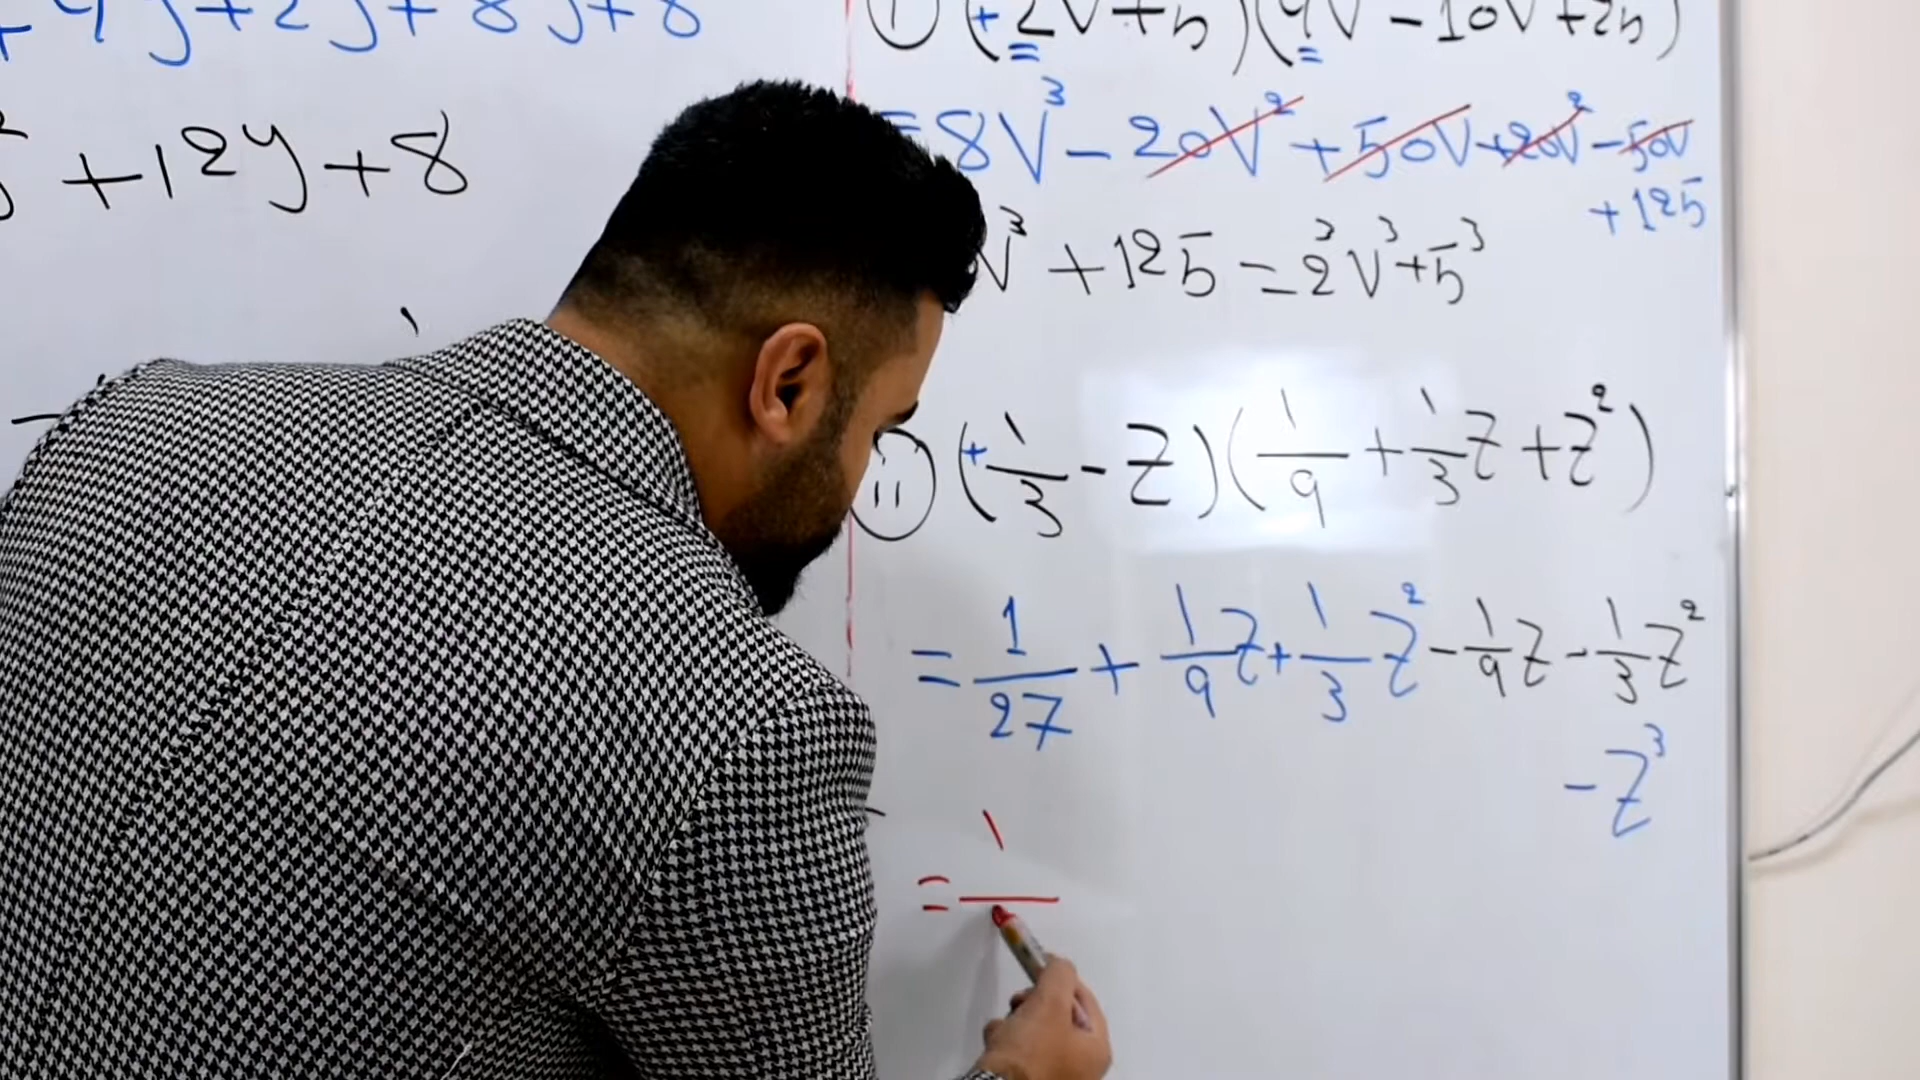 + 4y + 2y + 8y + 8
+12y+8
(+2V+5)(4V² - 10V + 25)
= 8V³ - 20V² + 50V + 20V² - 50V
+125
V³ + 125 = 2³V³ + 5³
(ii) (+1/3 - Z)(1/9 + 1/3 Z + Z²)
= 1/27 + 1/9 Z + 1/3 Z² - 1/9 Z - 1/3 Z²
- Z³
= 1/